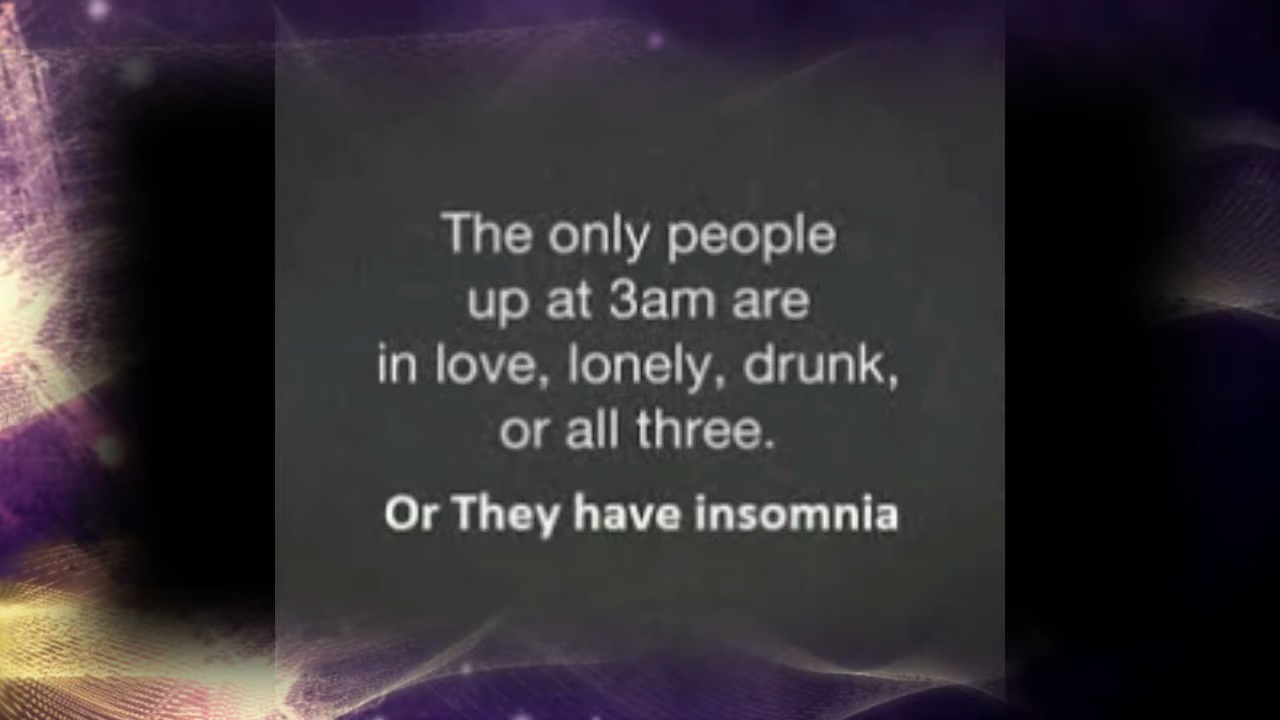 The only people
up at 3am are
in love, lonely, drunk,
or all three.
Or They have insomnia